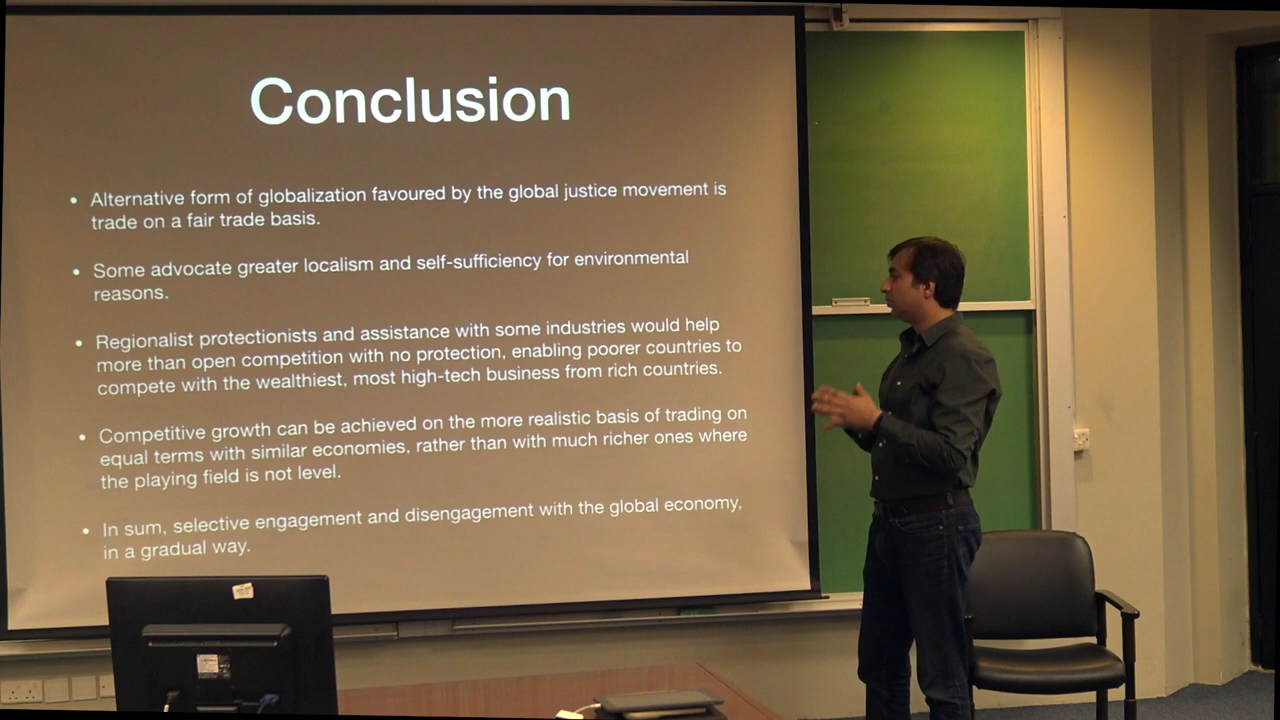 Conclusion
• Alternative form of globalization favoured by the global justice movement is
trade on a fair trade basis.
• Some advocate greater localism and self-sufficiency for environmental
reasons.
• Regionalist protectionists and assistance with some industries would help
more than open competition with no protection, enabling poorer countries to
compete with the wealthiest, most high-tech business from rich countries.
• Competitive growth can be achieved on the more realistic basis of trading on
equal terms with similar economies, rather than with much richer ones where
the playing field is not level.
• In sum, selective engagement and disengagement with the global economy,
in a gradual way.